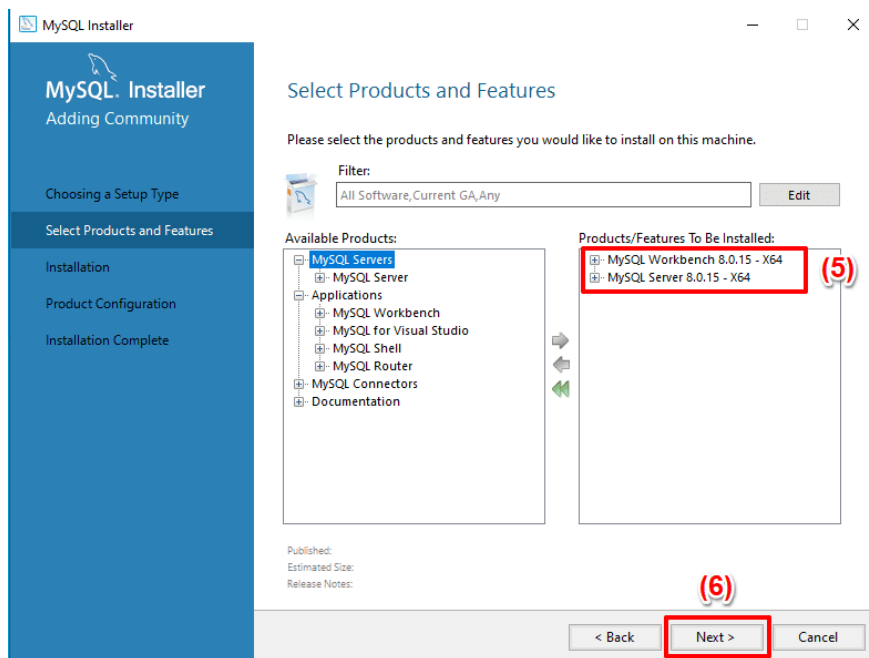 MySQL Installer
MySQL. Installer
Adding Community
Choosing a Setup Type
Select Products and Features
Installation
Product Configuration
Installation Complete
Select Products and Features
Please select the products and features you would like to install on this machine.
Filter:
All Software,Current GA,Any
Edit
Available Products:
MySQL Servers
MySQL Server
Applications
MySQL Workbench
MySQL for Visual Studio
MySQL Shell
MySQL Router
MySQL Connectors
Documentation
Products/Features To Be Installed:
MySQL Workbench 8.0.15 - X64
MySQL Server 8.0.15 - X64
(5)
Published:
Estimated Size:
Release Notes:
(6)
< Back
Next >
Cancel